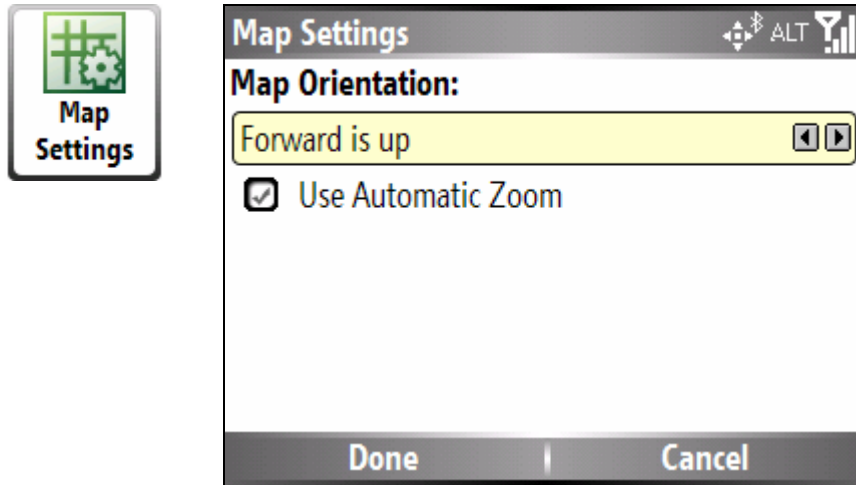 Map
Settings
Map Settings
ALT
Map Orientation:
Forward is up
Use Automatic Zoom
Done
Cancel